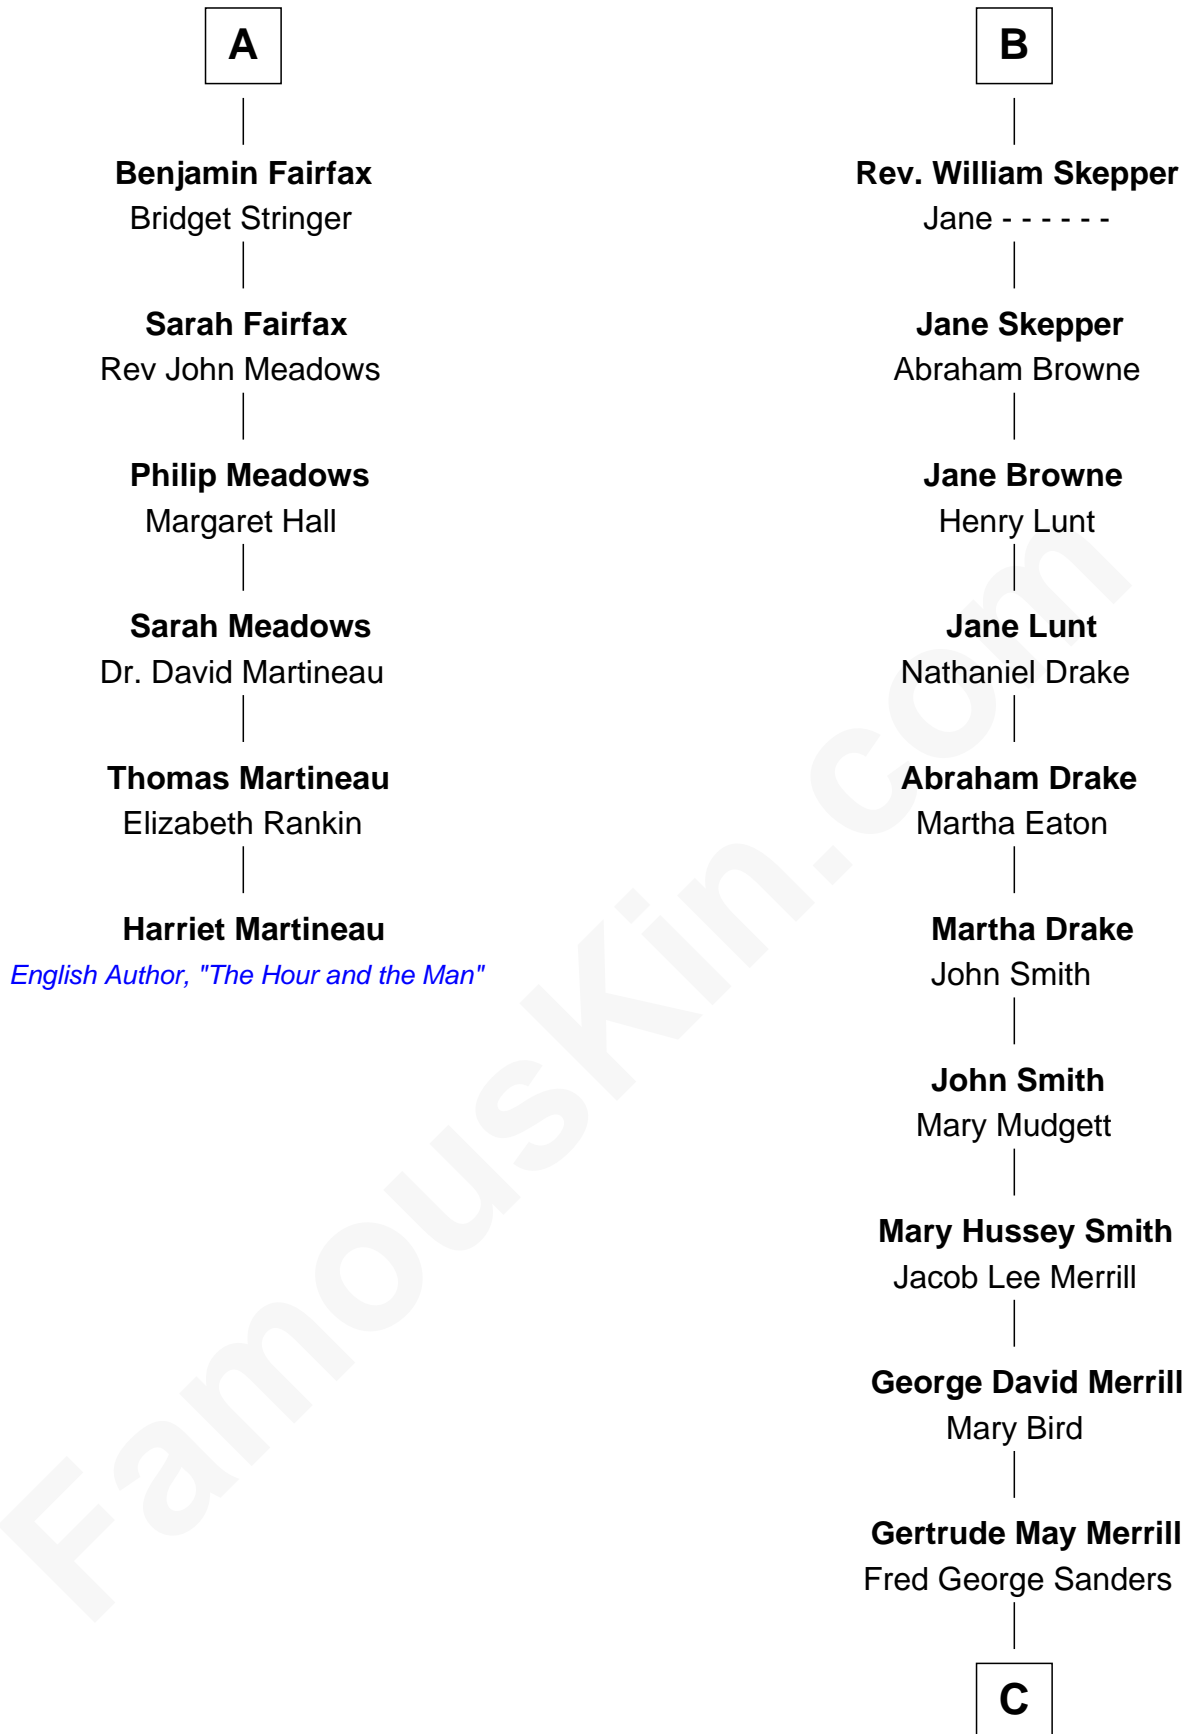 A
Benjamin Fairfax
Bridget Stringer
Sarah Fairfax
Rev John Meadows
Philip Meadows
Margaret Hall
Sarah Meadows
Dr. David Martineau
Thomas Martineau
Elizabeth Rankin
Harriet Martineau
English Author, "The Hour and the Man"
B
Rev. William Skepper
Jane - - - - - -
Jane Skepper
Abraham Browne
Jane Browne
Henry Lunt
Jane Lunt
Nathaniel Drake
Abraham Drake
Martha Eaton
Martha Drake
John Smith
John Smith
Mary Mudgett
Mary Hussey Smith
Jacob Lee Merrill
George David Merrill
Mary Bird
Gertrude May Merrill
Fred George Sanders
C
FamousKin.com